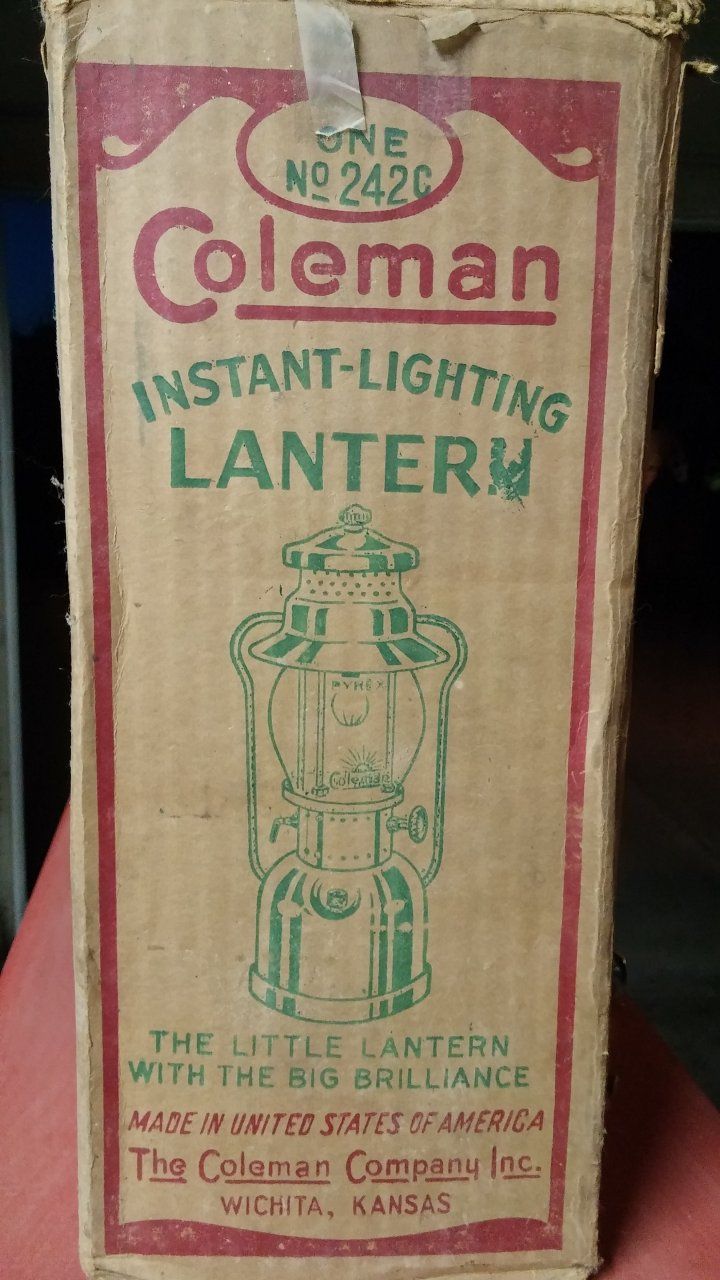 ONE
No 242C
Coleman
INSTANT-LIGHTING
LANTERN
PYREX
Coleman
THE LITTLE LANTERN
WITH THE BIG BRILLIANCE
MADE IN UNITED STATES OF AMERICA
The Coleman Company Inc.
WICHITA, KANSAS